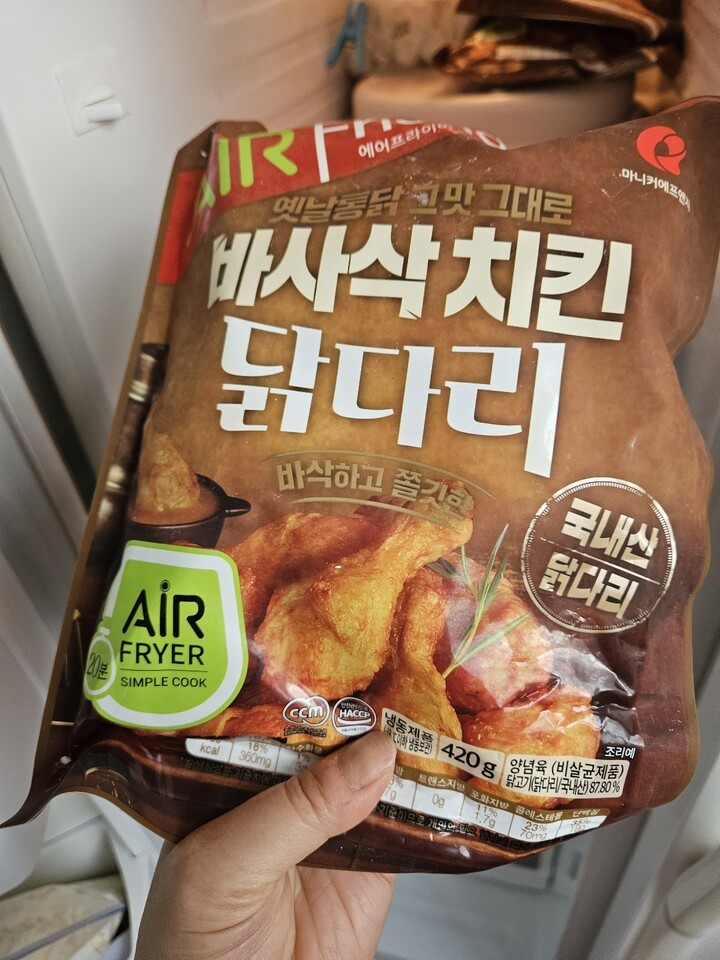 AIR
에어프라이
마니커에프앤지
옛날통닭 그 맛 그대로
바사삭 치킨
닭다리
바삭하고 쫄깃한
국내산
닭다리
AIR
FRYER
20분
SIMPLE COOK
CCM
HACCP
냉동제품
420 g
양념육 (비살균제품)
닭고기(닭다리/국내산) 87.80 %
조리예
kcal
18%
360mg
트랜스지방
포화지방
콜레스테롤
단백질
0g
11%
1.7g
23%
70mg